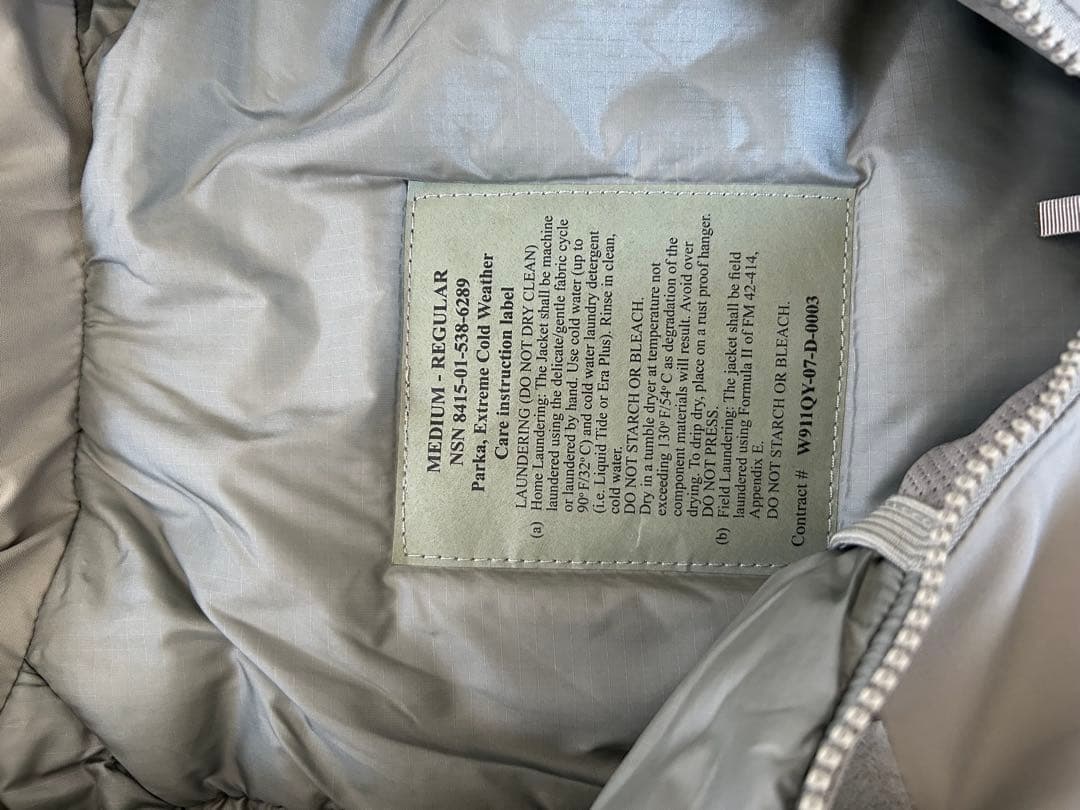 MEDIUM - REGULAR
NSN 8415-01-538-6289
Parka, Extreme Cold Weather
Care instruction label
LAUNDERING (DO NOT DRY CLEAN)
(a) Home Laundering: The Jacket shall be machine
laundered using the delicate/gentle fabric cycle
or laundered by hand. Use cold water (up to
90° F/32° C) and cold water laundry detergent
(i.e. Liquid Tide or Era Plus). Rinse in clean,
cold water.
DO NOT STARCH OR BLEACH.
Dry in a tumble dryer at temperature not
exceeding 130° F/54° C as degradation of the
component materials will result. Avoid over
drying. To drip dry, place on a rust proof hanger.
DO NOT PRESS.
(b) Field Laundering: The jacket shall be field
laundered using Formula II of FM 42-414,
Appendix E.
DO NOT STARCH OR BLEACH.
Contract # W911QY-07-D-0003